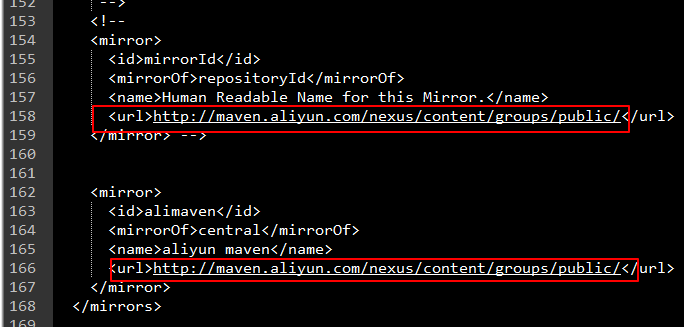 152 -->
153 <!--
154 <mirror>
155 <id>mirrorId</id>
156 <mirrorOf>repositoryId</mirrorOf>
157 <name>Human Readable Name for this Mirror.</name>
158 <url>http://maven.aliyun.com/nexus/content/groups/public/</url>
159 </mirror> -->
160
161
162 <mirror>
163 <id>alimaven</id>
164 <mirrorOf>central</mirrorOf>
165 <name>aliyun maven</name>
166 <url>http://maven.aliyun.com/nexus/content/groups/public/</url>
167 </mirror>
168 </mirrors>
169